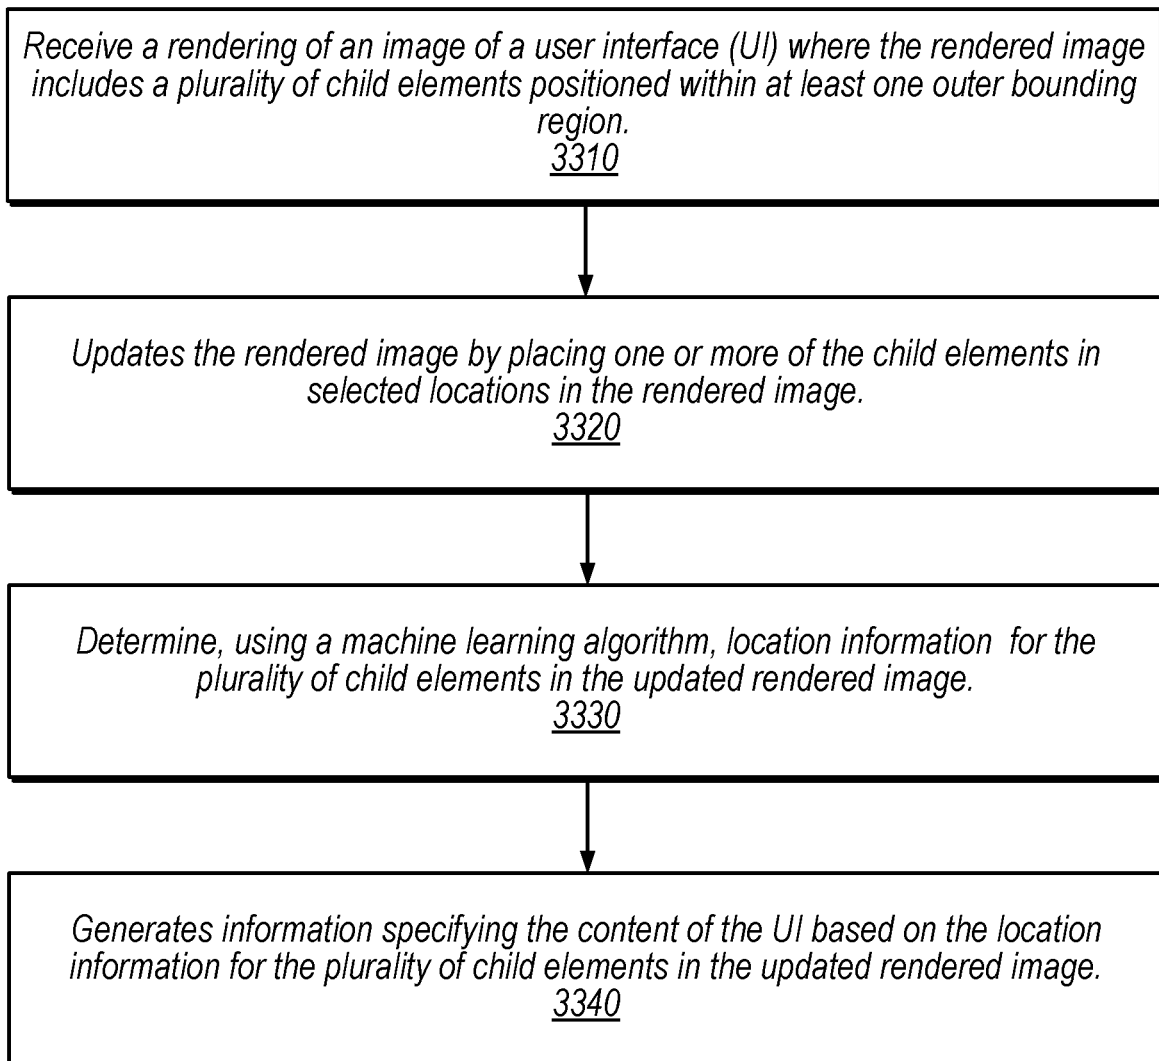 Receive a rendering of an image of a user interface (UI) where the rendered image
includes a plurality of child elements positioned within at least one outer bounding
region.
3310
Updates the rendered image by placing one or more of the child elements in
selected locations in the rendered image.
3320
Determine, using a machine learning algorithm, location information for the
plurality of child elements in the updated rendered image.
3330
Generates information specifying the content of the UI based on the location
information for the plurality of child elements in the updated rendered image.
3340